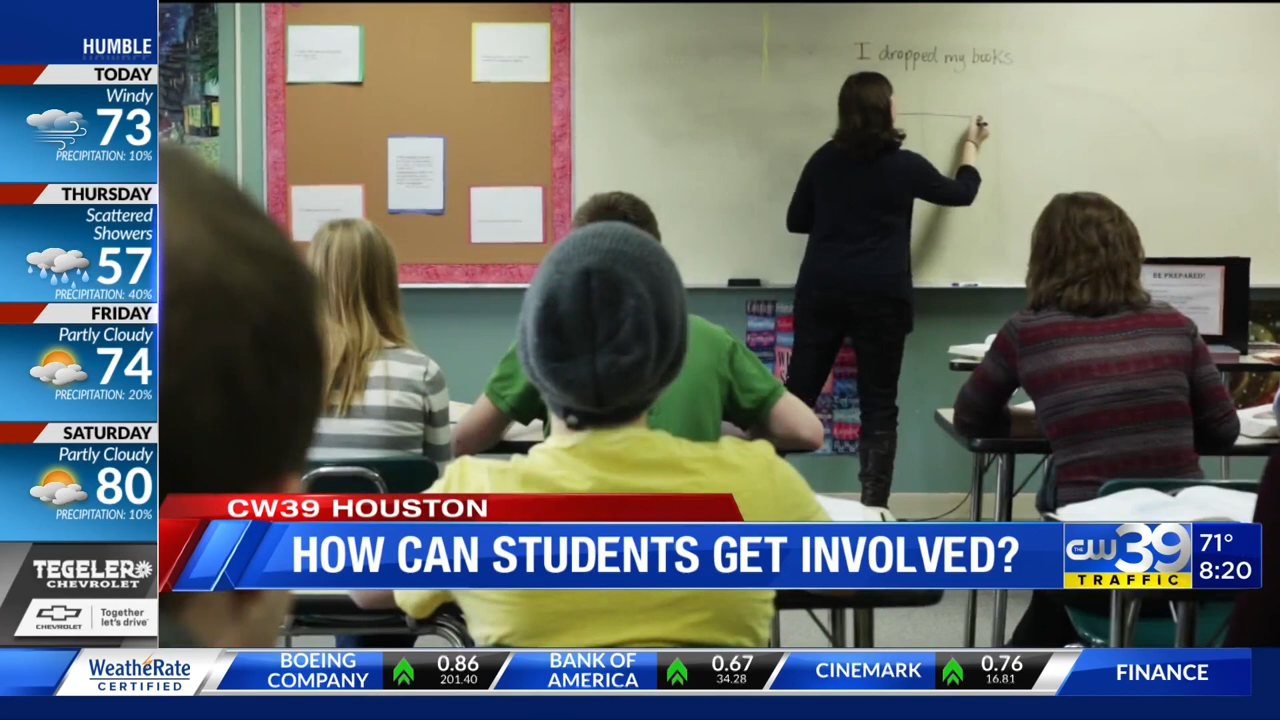 HUMBLE
TODAY
Windy
73
PRECIPITATION: 10%
THURSDAY
Scattered
Showers
57
PRECIPITATION: 40%
FRIDAY
Partly Cloudy
74
PRECIPITATION: 20%
SATURDAY
Partly Cloudy
80
PRECIPITATION: 10%
TEGELER
CHEVROLET
CHEVROLET
Together
let's drive
I dropped my books
BE PREPARED!
CW39 HOUSTON
HOW CAN STUDENTS GET INVOLVED?
THE CW 39
TRAFFIC
71°
8:20
WeatheRate
CERTIFIED
BOEING
COMPANY
0.86
201.40
BANK OF
AMERICA
0.67
34.28
CINEMARK
0.76
16.81
FINANCE